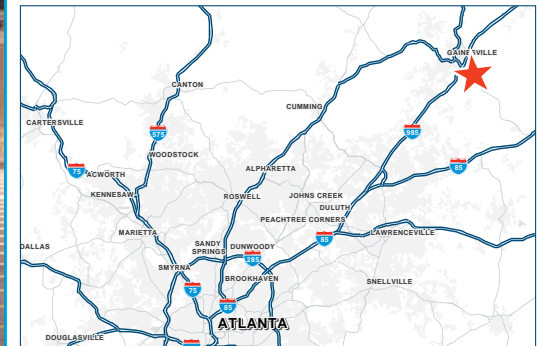 GAINESVILLE
CANTON
CUMMING
CARTERSVILLE
575
985
WOODSTOCK
85
75
ACWORTH
ALPHARETTA
KENNESAW
ROSWELL
JOHNS CREEK
DULUTH
PEACHTREE CORNERS
MARIETTA
LAWRENCEVILLE
85
DALLAS
SANDY
SPRINGS
DUNWOODY
285
SMYRNA
BROOKHAVEN
SNELLVILLE
75
85
ATLANTA
DOUGLASVILLE